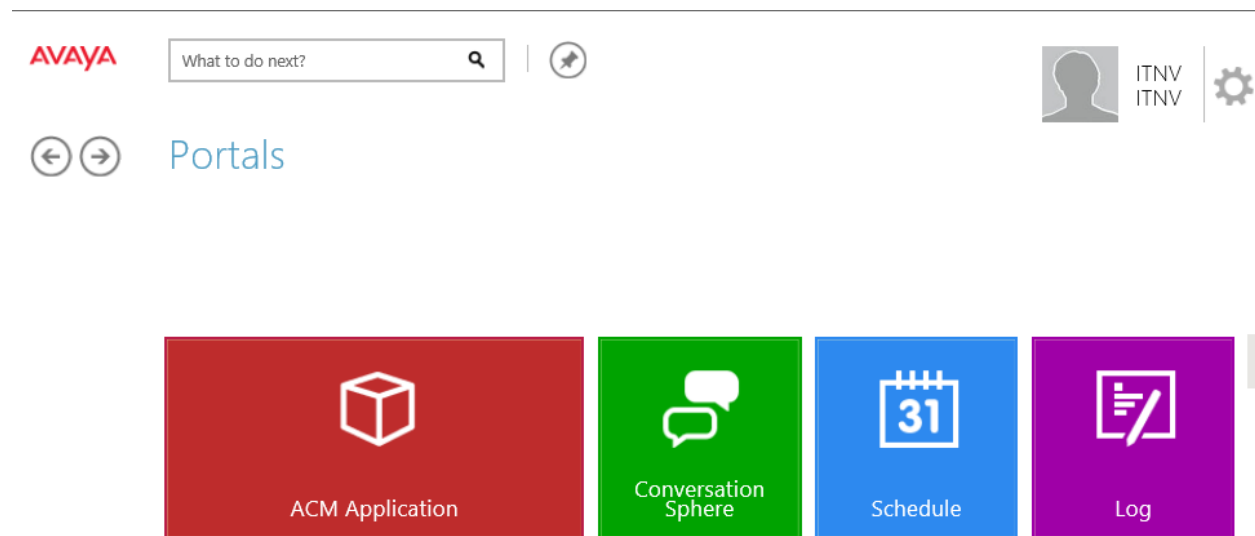 AVAYA
What to do next?
ITNV
ITNV
Portals
31
ACM Application
Conversation
Sphere
Schedule
Log